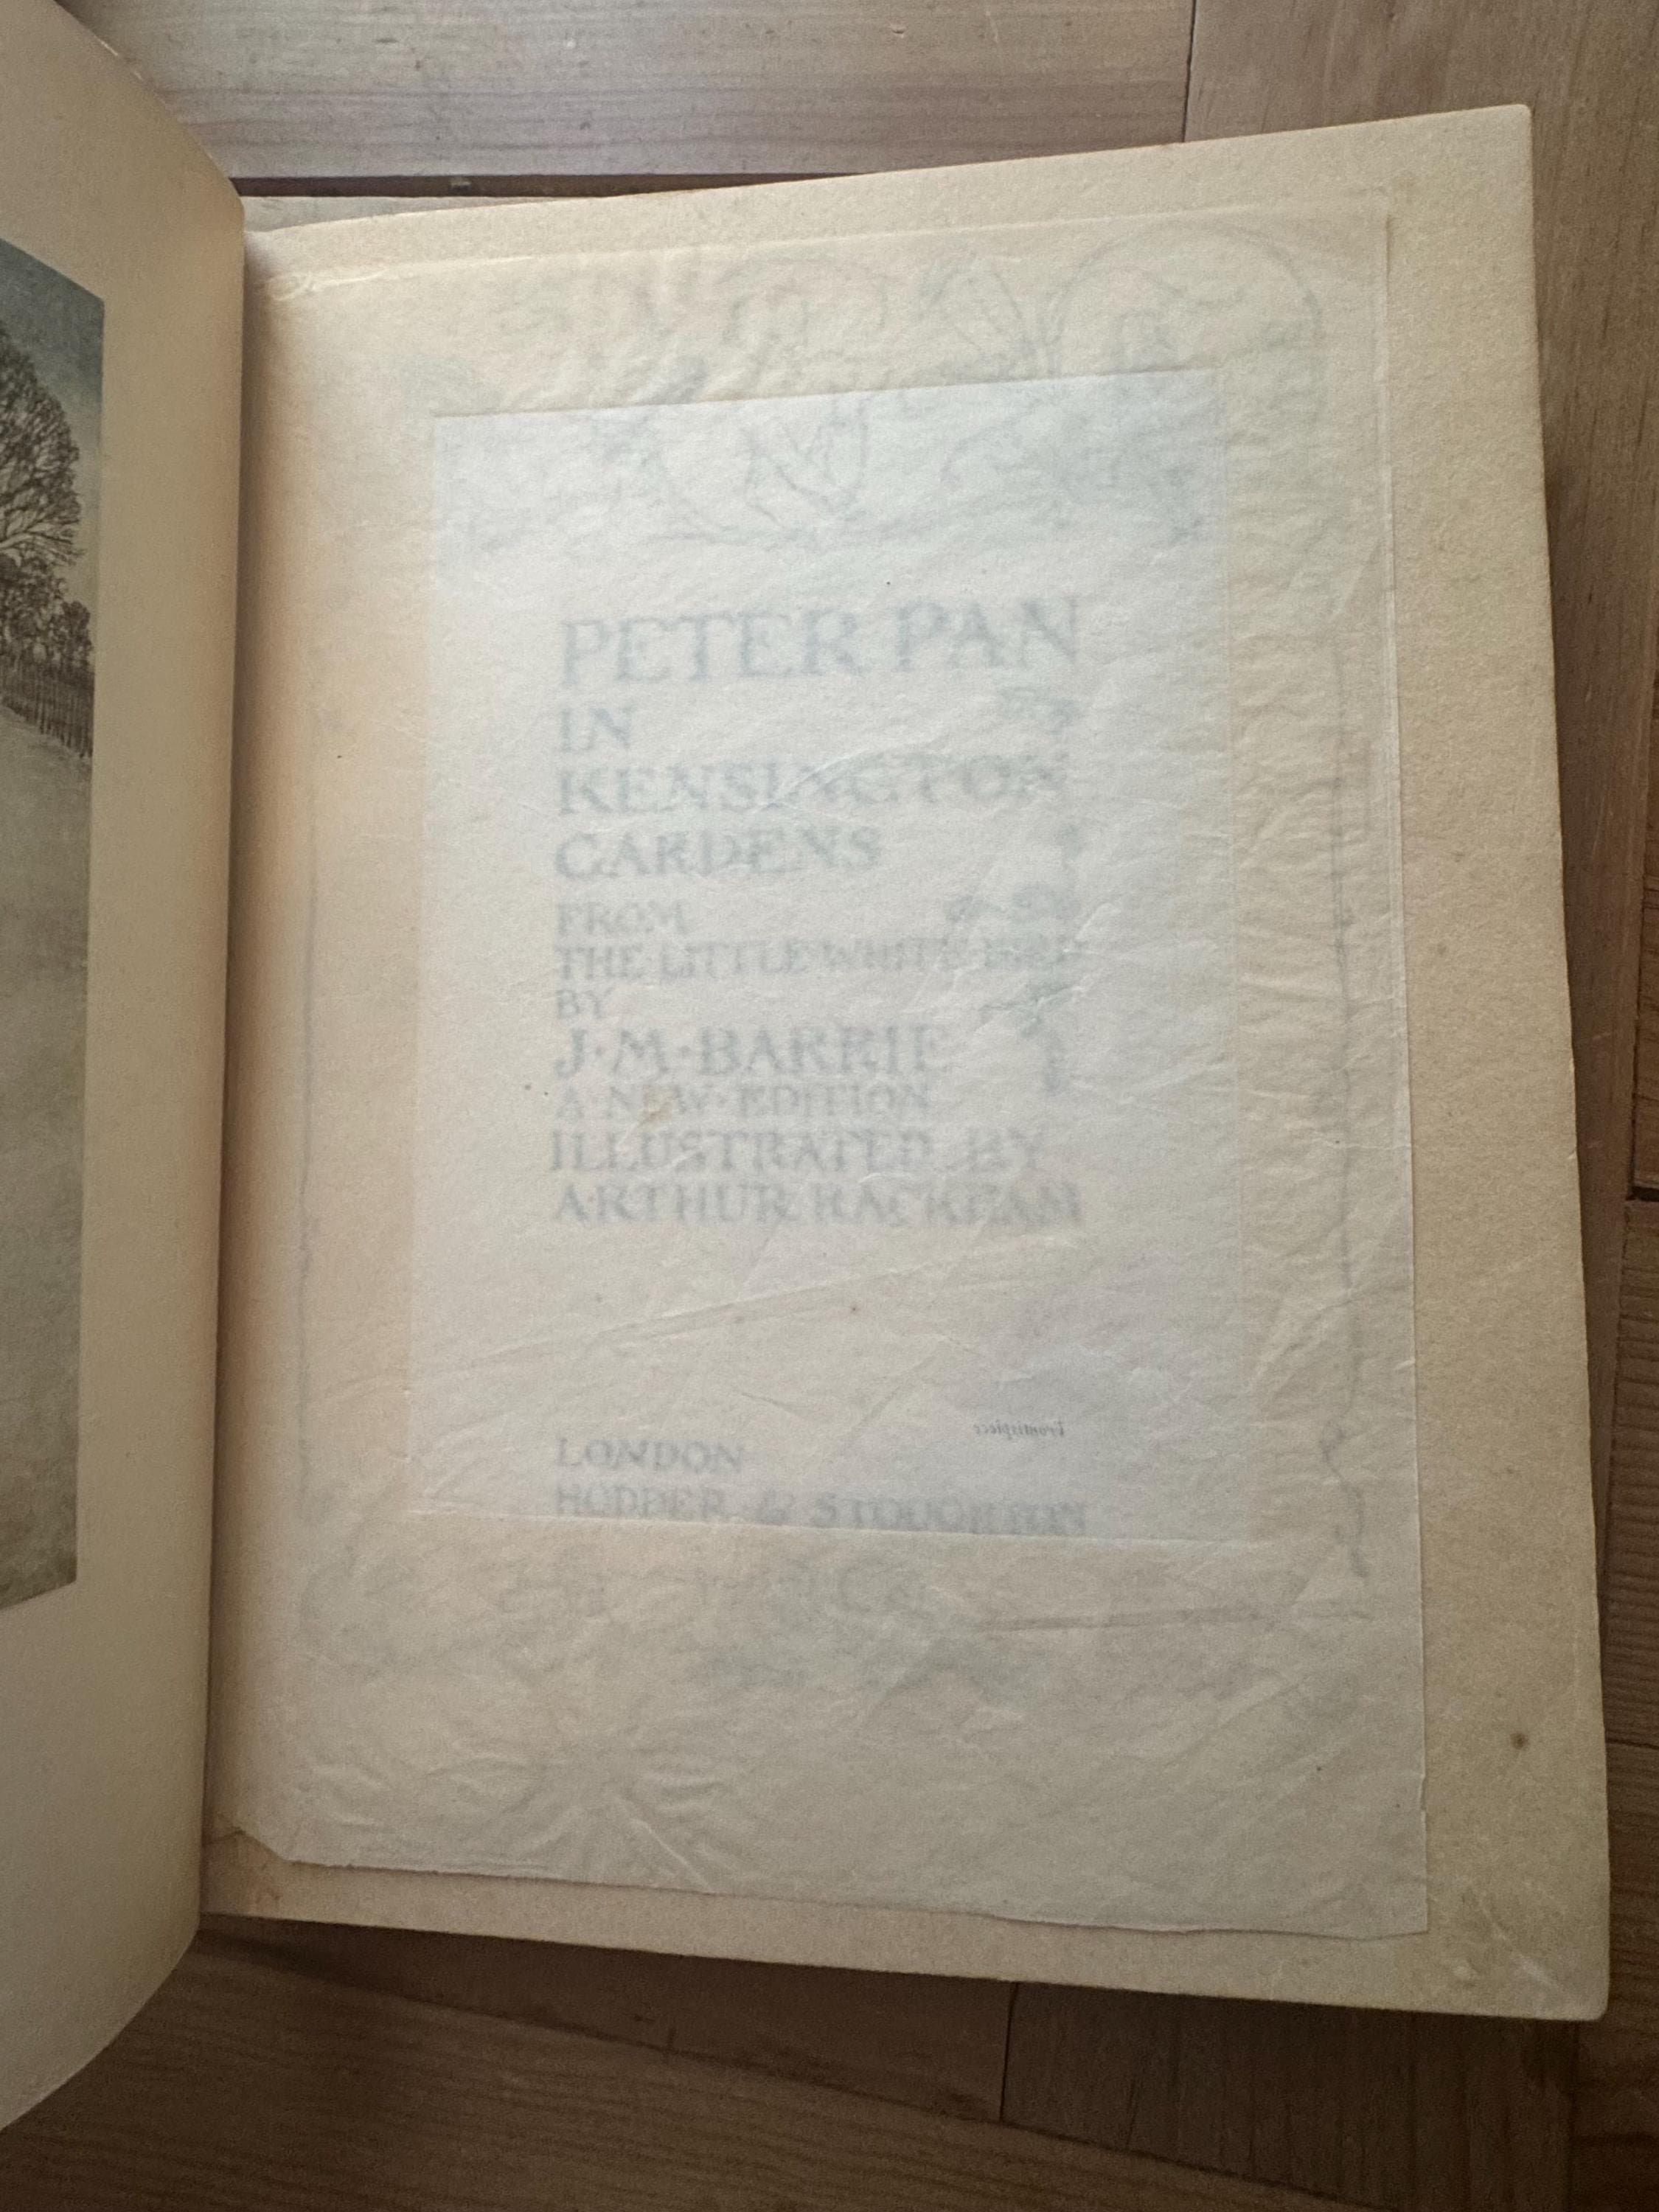 PETER PAN
IN
KENSINGTON
GARDENS
FROM
THE·LITTLE·WHITE·BIRD
BY
J·M·BARRIE
A·NEW·EDITION
ILLUSTRATED BY
ARTHUR RACKHAM
Frontispiece
LONDON
HODDER & STOUGHTON